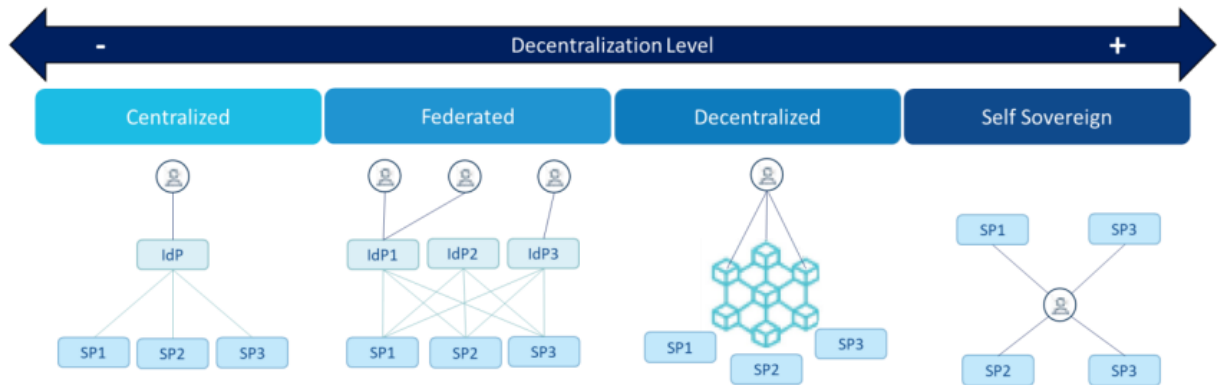 - Decentralization Level +
Centralized Federated Decentralized Self Sovereign
IdP
SP1 SP2 SP3
IdP1 IdP2 IdP3
SP1 SP2 SP3
SP1 SP2 SP3
SP1 SP3
SP2 SP3